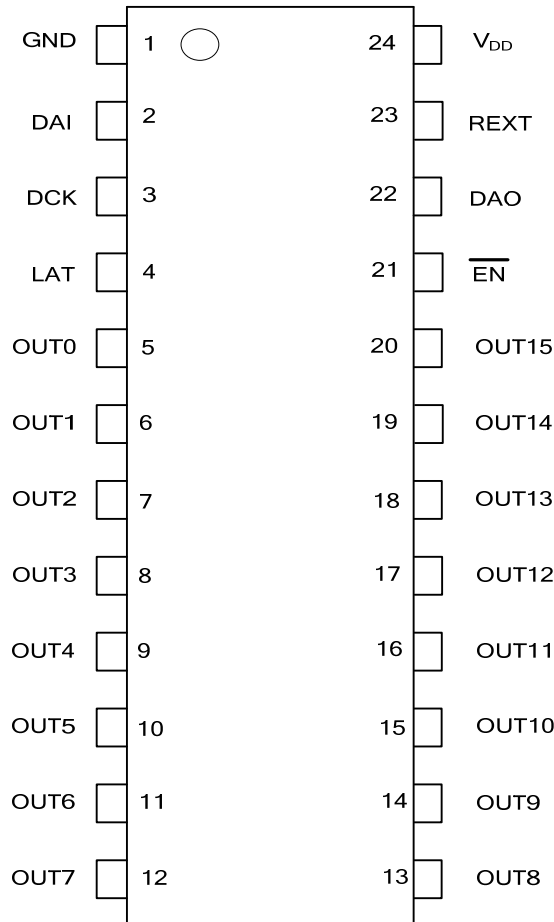 GND 1 24 V_DD
DAI 2 23 REXT
DCK 3 22 DAO
LAT 4 21 E̅N̅
OUT0 5 20 OUT15
OUT1 6 19 OUT14
OUT2 7 18 OUT13
OUT3 8 17 OUT12
OUT4 9 16 OUT11
OUT5 10 15 OUT10
OUT6 11 14 OUT9
OUT7 12 13 OUT8